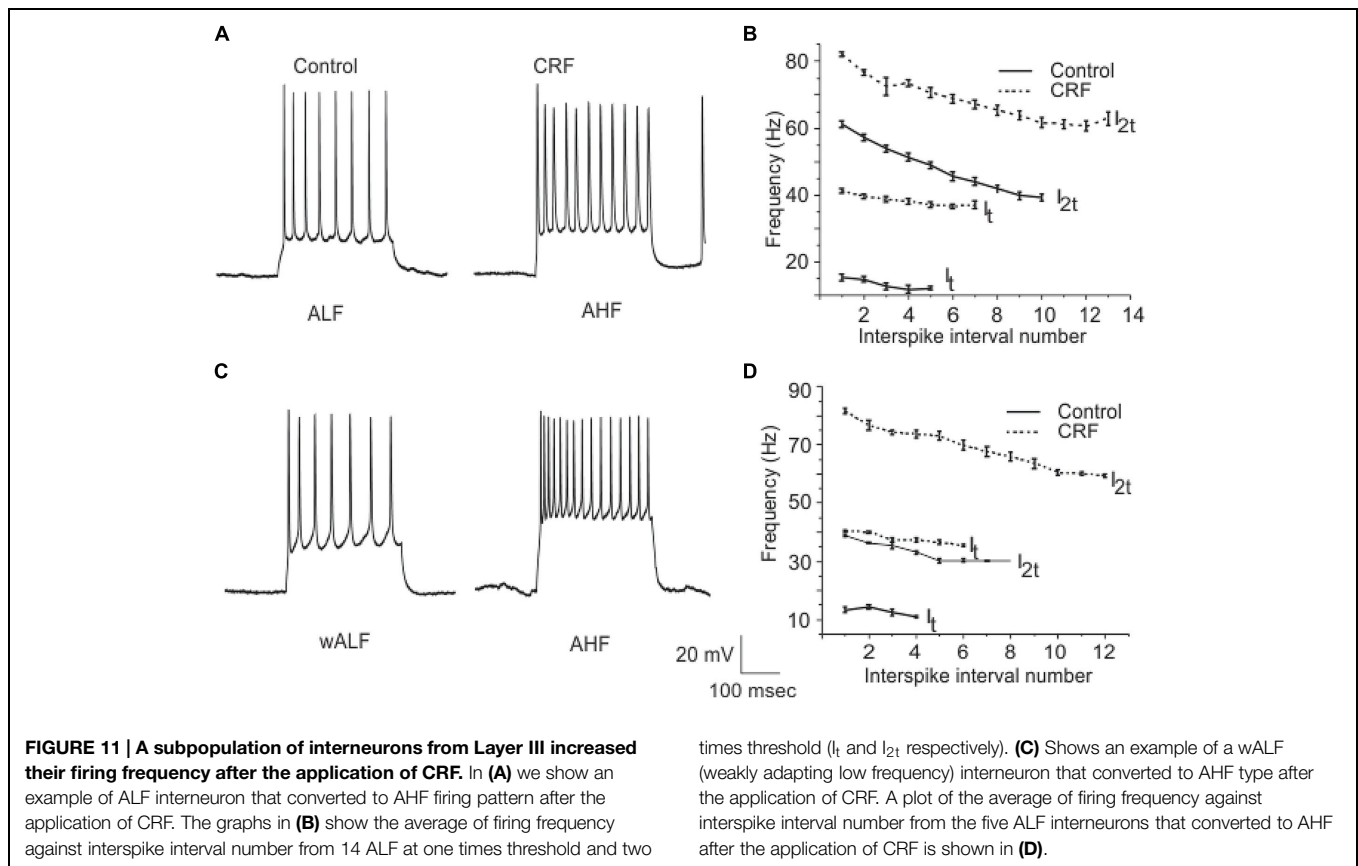 A
Control
CRF
ALF
AHF
B
Frequency (Hz)
80
60
40
20
Control
CRF
I2t
I2t
It
It
2 4 6 8 10 12 14
Interspike interval number
C
wALF
AHF
20 mV
100 msec
D
Frequency (Hz)
90
70
50
30
10
Control
CRF
I2t
It
I2t
It
2 4 6 8 10 12
Interspike interval number
FIGURE 11 | A subpopulation of interneurons from Layer III increased
their firing frequency after the application of CRF. In (A) we show an
example of ALF interneuron that converted to AHF firing pattern after the
application of CRF. The graphs in (B) show the average of firing frequency
against interspike interval number from 14 ALF at one times threshold and two
times threshold (It and I2t respectively). (C) Shows an example of a wALF
(weakly adapting low frequency) interneuron that converted to AHF type after
the application of CRF. A plot of the average of firing frequency against
interspike interval number from the five ALF interneurons that converted to AHF
after the application of CRF is shown in (D).